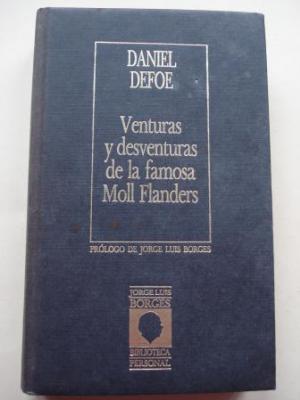 DANIEL
DEFOE
Venturas
y desventuras
de la famosa
Moll Flanders
PRÓLOGO DE JORGE LUIS BORGES
JORGE LUIS
BORGES
BIBLIOTECA
PERSONAL